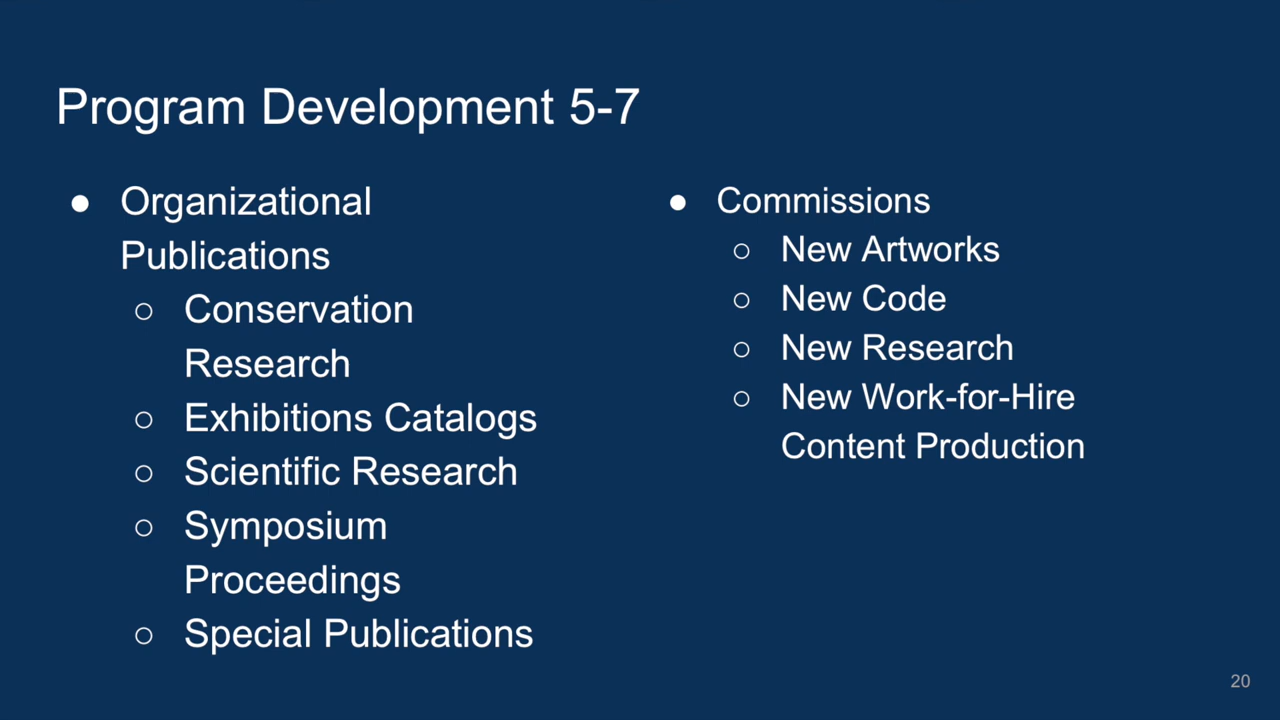 Program Development 5-7
● Organizational
Publications
○ Conservation
Research
○ Exhibitions Catalogs
○ Scientific Research
○ Symposium
Proceedings
○ Special Publications
● Commissions
○ New Artworks
○ New Code
○ New Research
○ New Work-for-Hire
Content Production
20